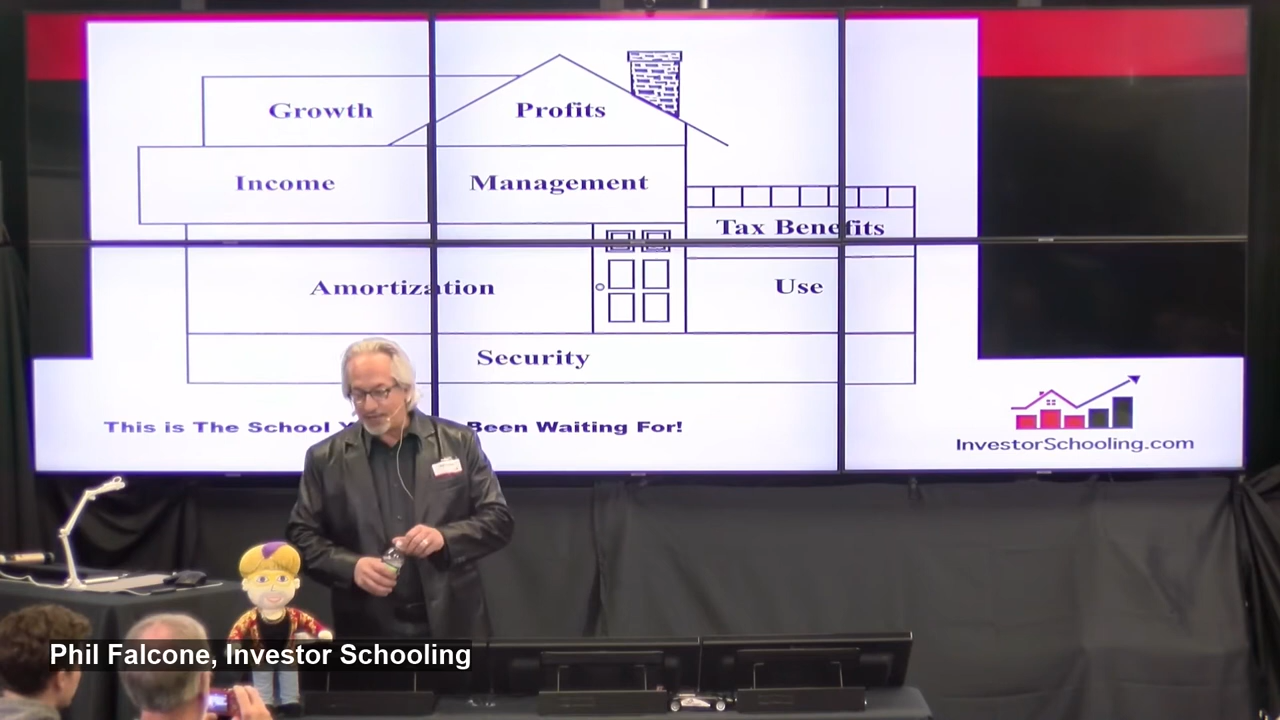 Growth
Profits
Income
Management
Tax Benefits
Amortization
Use
Security
This is The School Been Waiting For!
InvestorSchooling.com
Phil Falcone, Investor Schooling